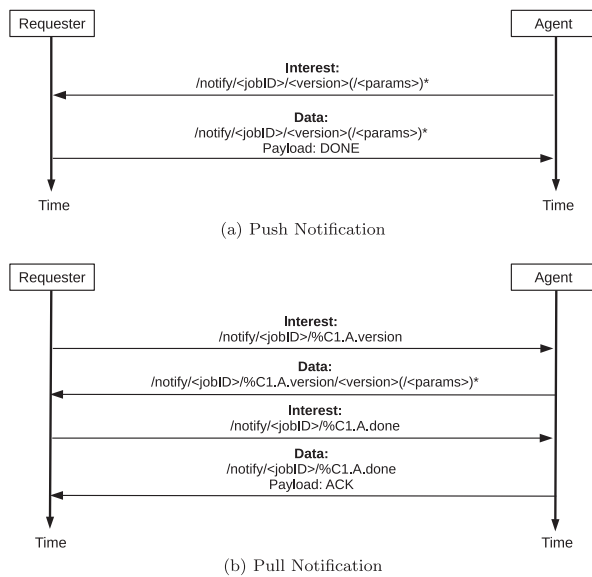 Requester
Agent
Interest:
/notify/<jobID>/<version>(/<params>)*
Data:
/notify/<jobID>/<version>(/<params>)*
Payload: DONE
Time
Time
(a) Push Notification
Requester
Agent
Interest:
/notify/<jobID>/%C1.A.version
Data:
/notify/<jobID>/%C1.A.version/<version>(/<params>)*
Interest:
/notify/<jobID>/%C1.A.done
Data:
/notify/<jobID>/%C1.A.done
Payload: ACK
Time
Time
(b) Pull Notification